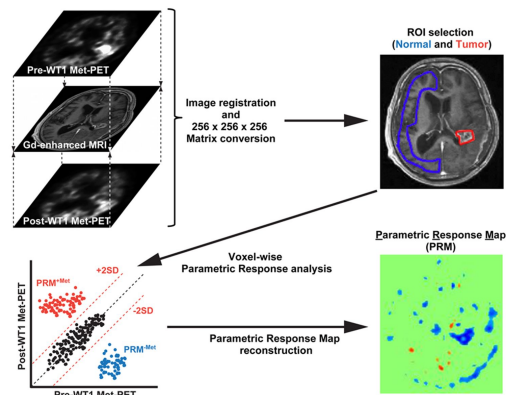 Pre-WT1 Met-PET
Gd-enhanced MRI
Post-WT1 Met-PET
Image registration
and
256 x 256 x 256
Matrix conversion
ROI selection
(Normal and Tumor)
Voxel-wise
Parametric Response analysis
Parametric Response Map
(PRM)
Post-WT1 Met-PET
PRM+Met
+2SD
-2SD
PRM-Met
Pre-WT1 Met-PET
Parametric Response Map
reconstruction